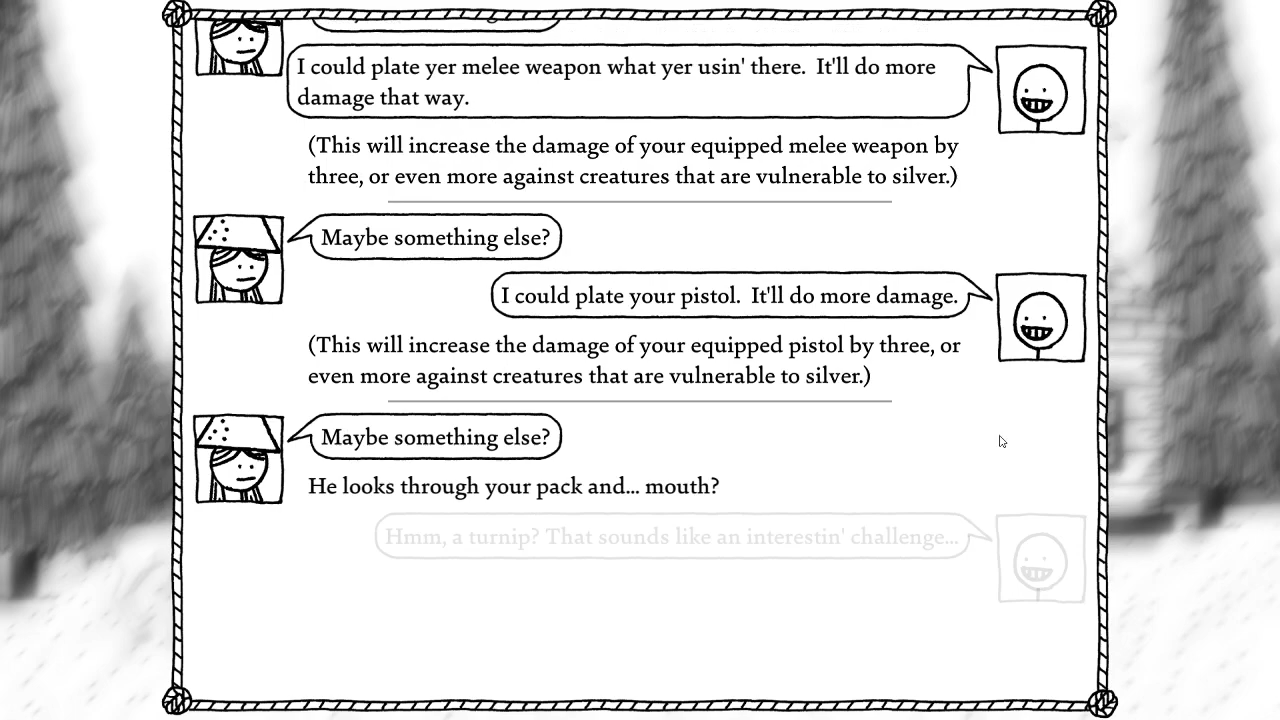 I could plate yer melee weapon what yer usin' there.  It'll do more
damage that way.
(This will increase the damage of your equipped melee weapon by
three, or even more against creatures that are vulnerable to silver.)
Maybe something else?
I could plate your pistol.  It'll do more damage.
(This will increase the damage of your equipped pistol by three, or
even more against creatures that are vulnerable to silver.)
Maybe something else?
He looks through your pack and... mouth?
Hmm, a turnip? That sounds like an interestin' challenge...